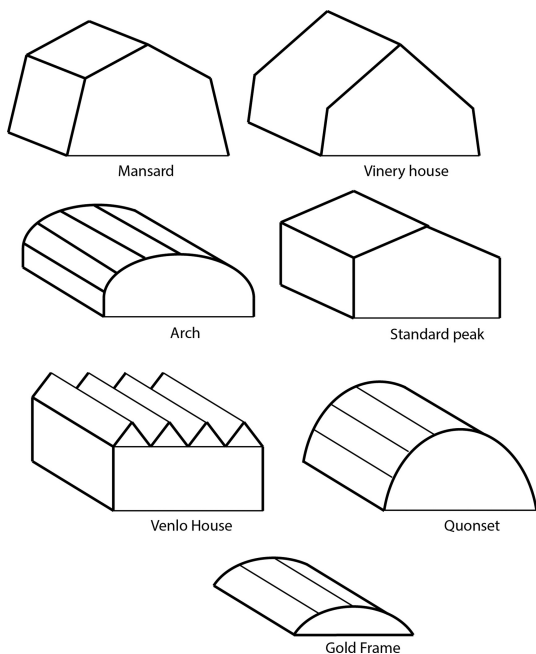 Mansard
Vinery house
Arch
Standard peak
Venlo House
Quonset
Gold Frame